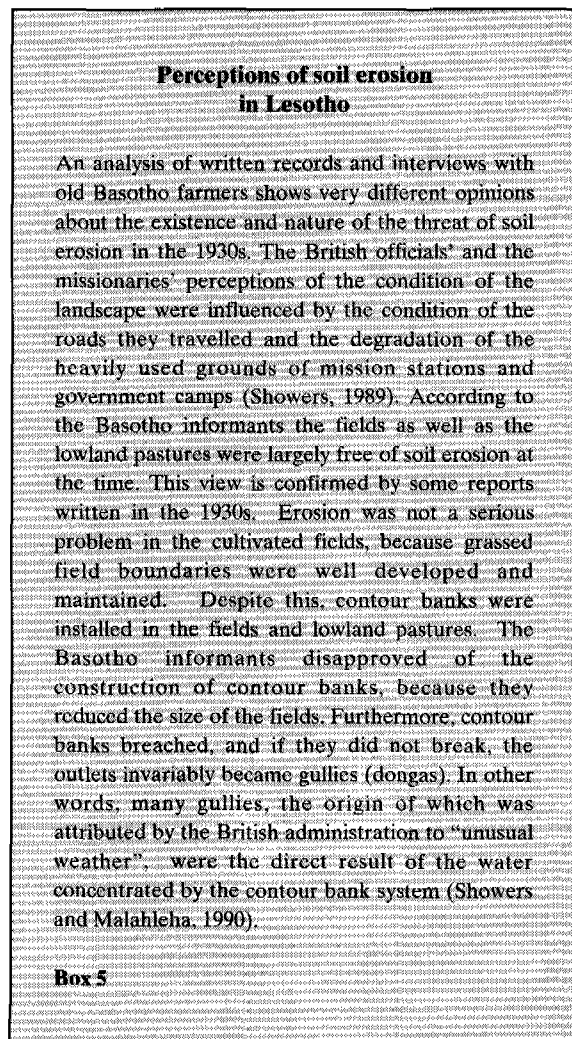 Perceptions of soil erosion
in Lesotho
An analysis of written records and interviews with
old Basotho farmers shows very different opinions
about the existence and nature of the threat of soil
erosion in the 1930s. The British officials' and the
missionaries' perceptions of the condition of the
landscape were influenced by the condition of the
roads they travelled and the degradation of the
heavily used grounds of mission stations and
government camps (Showers, 1989). According to
the Basotho informants the fields as well as the
lowland pastures were largely free of soil erosion at
the time. This view is confirmed by some reports
written in the 1930s. Erosion was not a serious
problem in the cultivated fields, because grassed
field boundaries were well developed and
maintained. Despite this, contour banks were
installed in the fields and lowland pastures. The
Basotho informants disapproved of the
construction of contour banks, because they
reduced the size of the fields. Furthermore, contour
banks breached, and if they did not break, the
outlets invariably became gullies (dongas). In other
words, many gullies, the origin of which was
attributed by the British administration to "unusual
weather", were the direct result of the water
concentrated by the contour bank system (Showers
and Malahleha, 1990).
Box 5